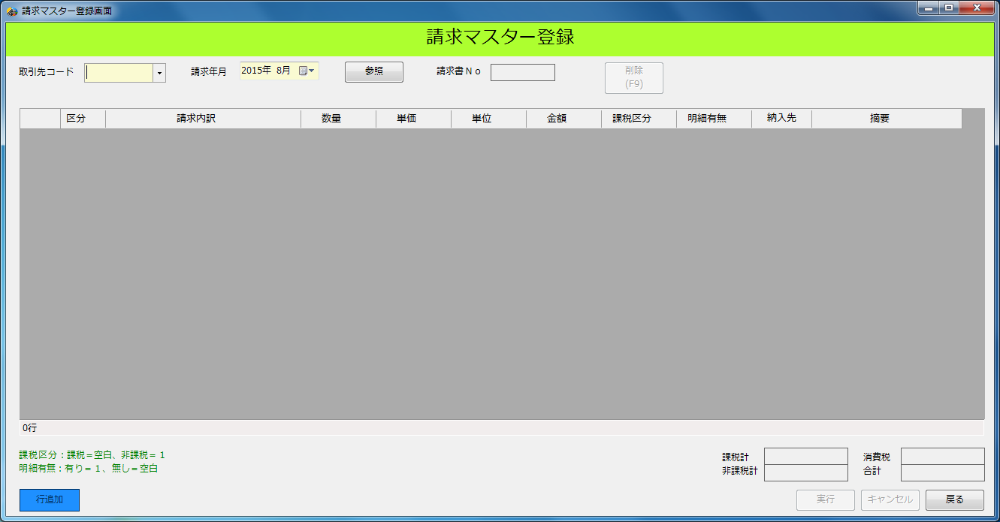 請求マスター登録画面
請求マスター登録
取引先コード 請求年月 2015年 8月 参照 請求書Ｎｏ 削除
(F9)
区分 請求内訳 数量 単価 単位 金額 課税区分 明細有無 納入先 摘要
0行
課税区分：課税＝空白、非課税＝１
明細有無：有り＝１、無し＝空白
課税計 消費税
非課税計 合計
行追加 実行 キャンセル 戻る